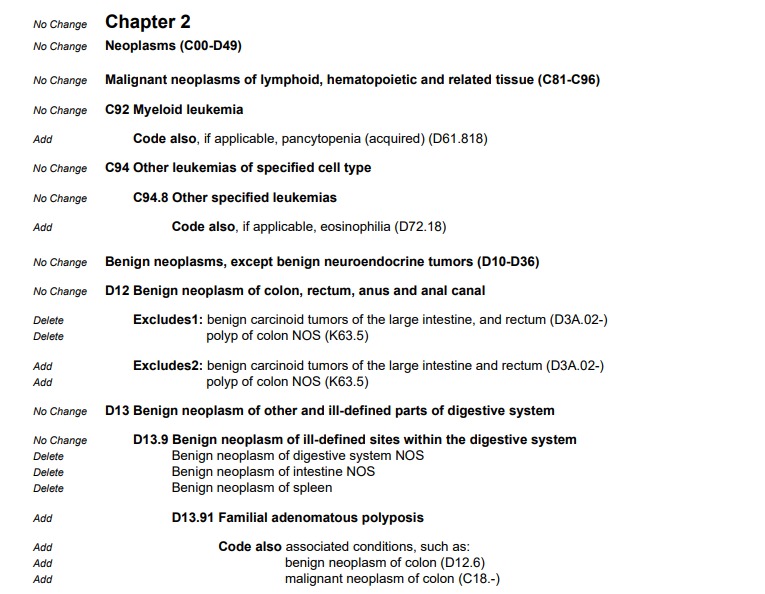 No Change Chapter 2
No Change Neoplasms (C00-D49)
No Change Malignant neoplasms of lymphoid, hematopoietic and related tissue (C81-C96)
No Change C92 Myeloid leukemia
Add Code also, if applicable, pancytopenia (acquired) (D61.818)
No Change C94 Other leukemias of specified cell type
No Change C94.8 Other specified leukemias
Add Code also, if applicable, eosinophilia (D72.18)
No Change Benign neoplasms, except benign neuroendocrine tumors (D10-D36)
No Change D12 Benign neoplasm of colon, rectum, anus and anal canal
Delete Excludes1: benign carcinoid tumors of the large intestine, and rectum (D3A.02-)
Delete polyp of colon NOS (K63.5)
Add Excludes2: benign carcinoid tumors of the large intestine and rectum (D3A.02-)
Add polyp of colon NOS (K63.5)
No Change D13 Benign neoplasm of other and ill-defined parts of digestive system
No Change D13.9 Benign neoplasm of ill-defined sites within the digestive system
Delete Benign neoplasm of digestive system NOS
Delete Benign neoplasm of intestine NOS
Delete Benign neoplasm of spleen
Add D13.91 Familial adenomatous polyposis
Add Code also associated conditions, such as:
Add benign neoplasm of colon (D12.6)
Add malignant neoplasm of colon (C18.-)